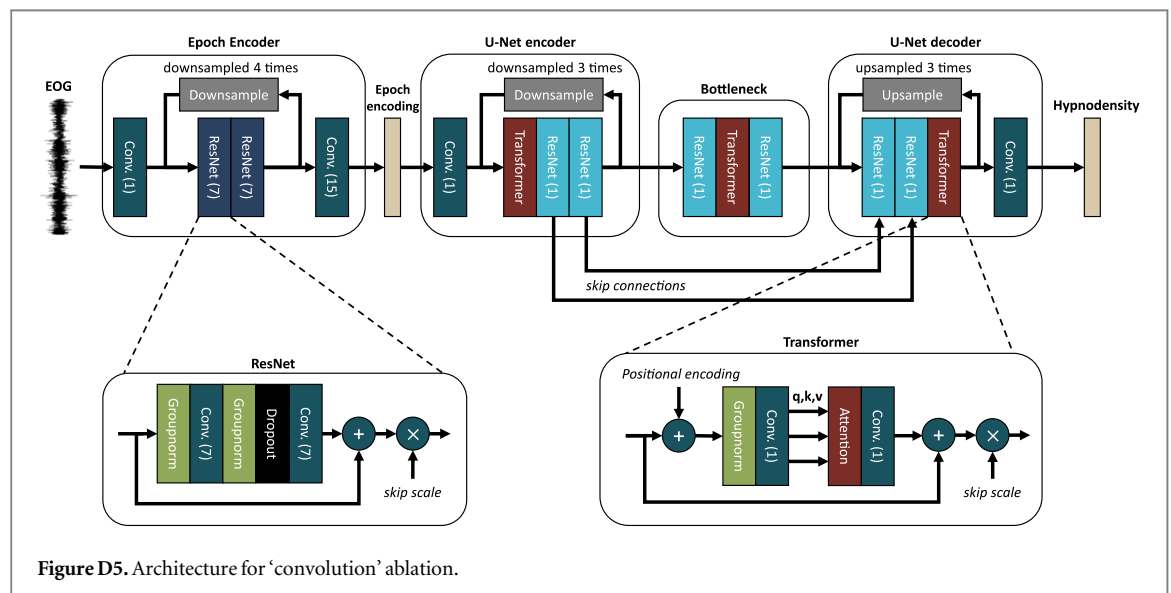 Epoch Encoder
U-Net encoder
U-Net decoder
downsampled 4 times
downsampled 3 times
upsampled 3 times
EOG
Downsample
Epoch
encoding
Downsample
Bottleneck
Upsample
Hypnodensity
Conv. (1)
ResNet (7)
ResNet (7)
Conv. (15)
Conv. (1)
Transformer
ResNet (1)
ResNet (1)
ResNet (1)
Transformer
ResNet (1)
ResNet (1)
ResNet (1)
Transformer
Conv. (1)
skip connections
ResNet
Groupnorm
Conv. (7)
Groupnorm
Dropout
Conv. (7)
+
×
skip scale
Transformer
Positional encoding
+
Groupnorm
Conv. (1)
q,k,v
Attention
Conv. (1)
+
×
skip scale
Figure D5. Architecture for ‘convolution’ ablation.